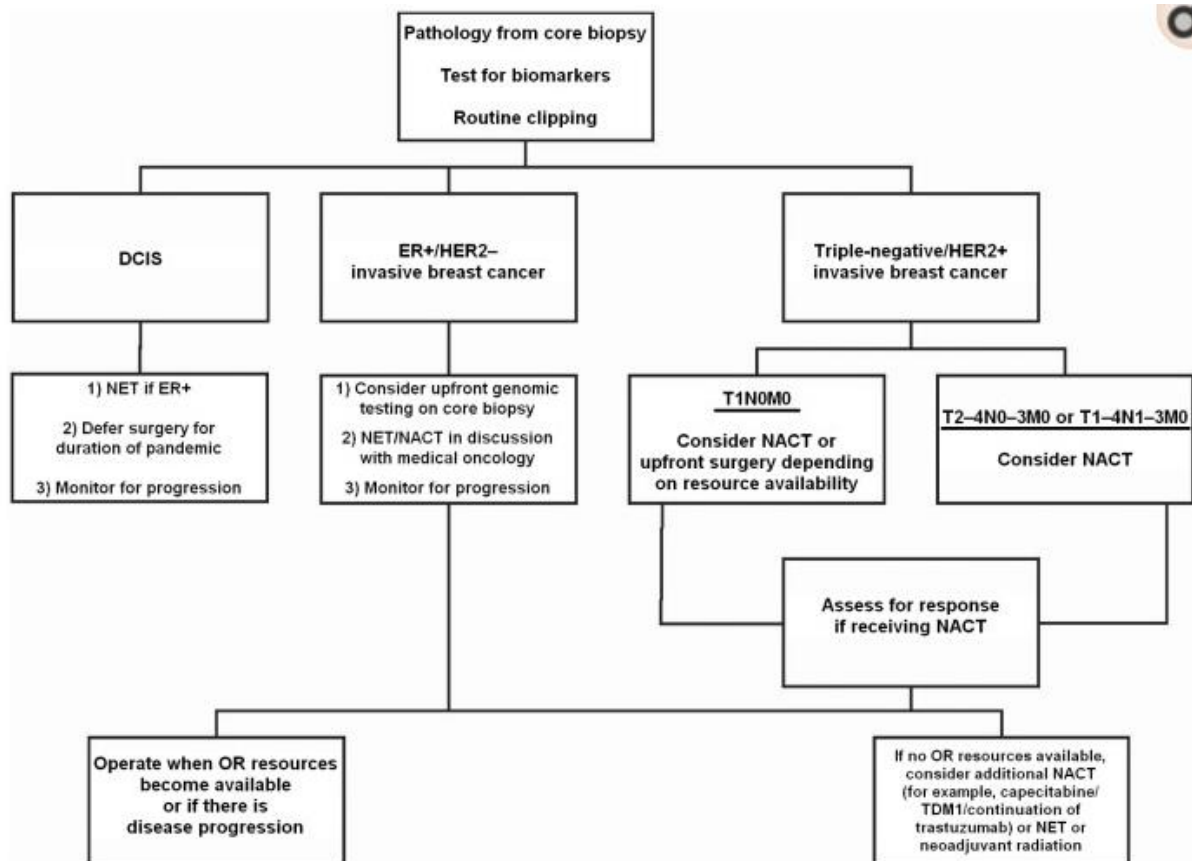 Pathology from core biopsy
Test for biomarkers
Routine clipping
DCIS
ER+/HER2–
invasive breast cancer
Triple-negative/HER2+
invasive breast cancer
1) NET if ER+
2) Defer surgery for
duration of pandemic
3) Monitor for progression
1) Consider upfront genomic
testing on core biopsy
2) NET/NACT in discussion
with medical oncology
3) Monitor for progression
T1N0M0
Consider NACT or
upfront surgery depending
on resource availability
T2–4N0–3M0 or T1–4N1–3M0
Consider NACT
Assess for response
if receiving NACT
Operate when OR resources
become available
or if there is
disease progression
If no OR resources available,
consider additional NACT
(for example, capecitabine/
TDM1/continuation of
trastuzumab) or NET or
neoadjuvant radiation